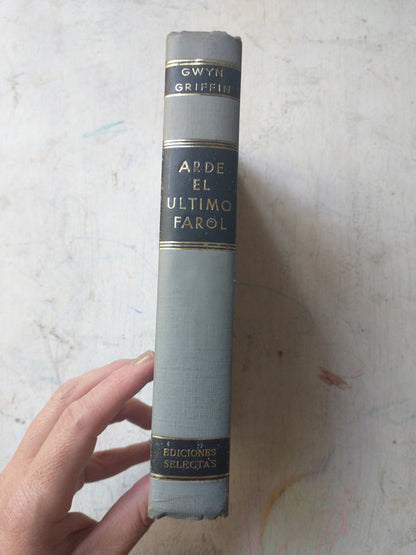 GWYN
GRIFFIN
ARDE
EL
ULTIMO
FAROL
EDICIONES
SELECTAS